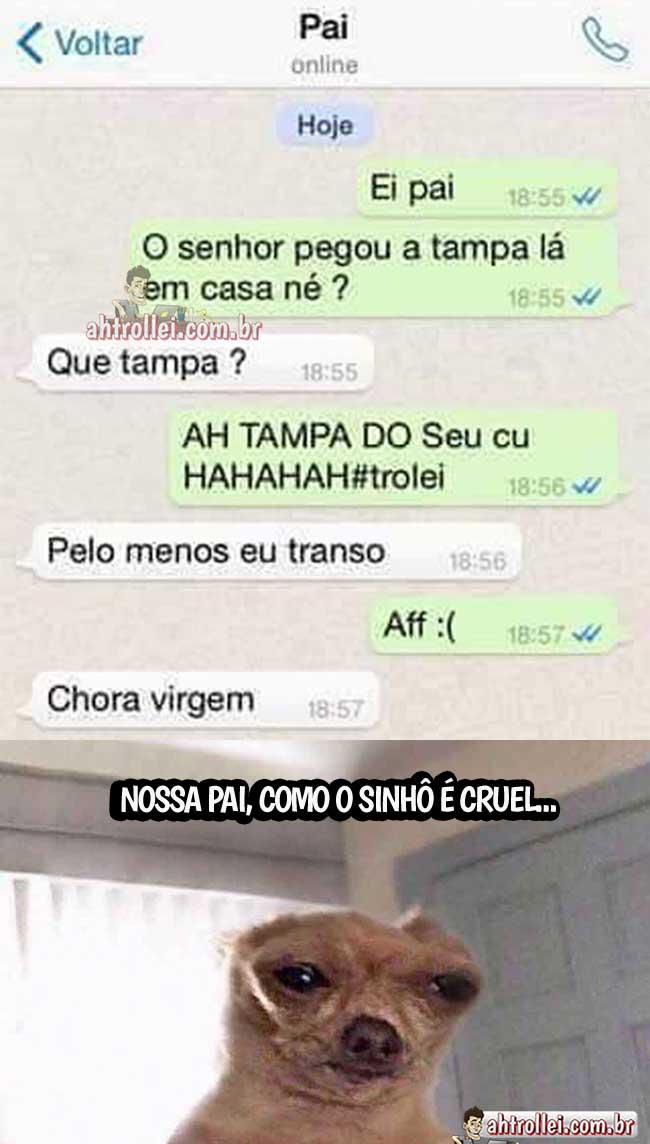 Voltar
Pai
online
Hoje
Ei pai 18:55
O senhor pegou a tampa lá
em casa né ? 18:55
ahtrollei.com.br
Que tampa ? 18:55
AH TAMPA DO Seu cu
HAHAHAH#trolei 18:56
Pelo menos eu transo 18:56
Aff :( 18:57
Chora virgem 18:57
NOSSA PAI, COMO O SINHÔ É CRUEL...
ahtrollei.com.br